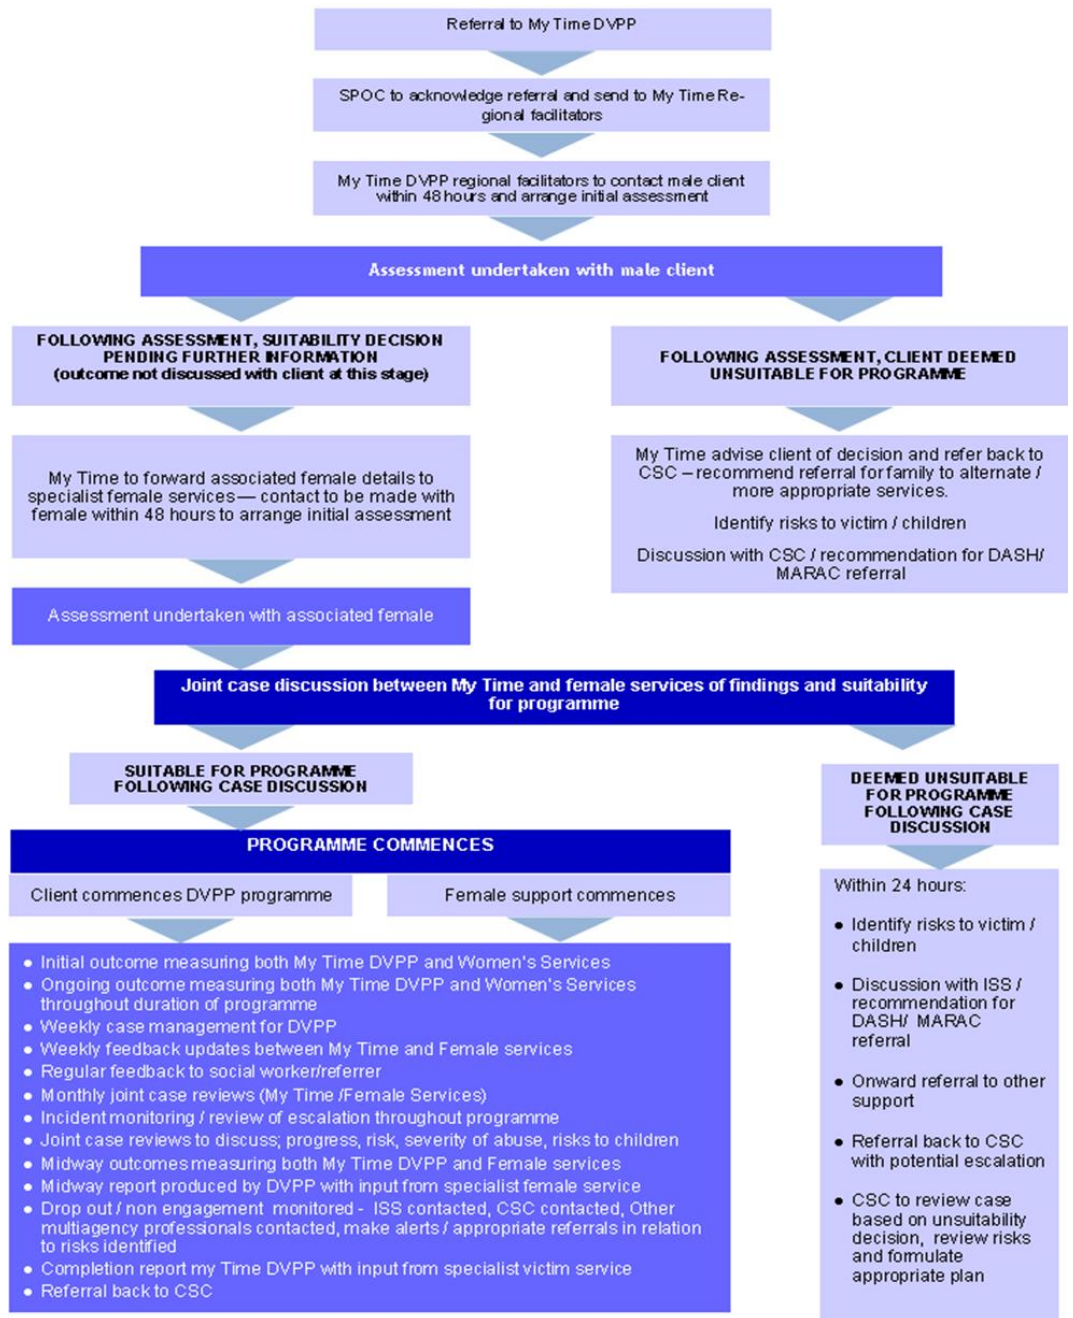 Referral to My Time DVPP
SPOC to acknowledge referral and send to My Time Re-
gional facilitators
My Time DVPP regional facilitators to contact male client
within 48 hours and arrange initial assessment
Assessment undertaken with male client
FOLLOWING ASSESSMENT, SUITABILITY DECISION
PENDING FURTHER INFORMATION
(outcome not discussed with client at this stage)
FOLLOWING ASSESSMENT, CLIENT DEEMED
UNSUITABLE FOR PROGRAMME
My Time to forward associated female details to
specialist female services — contact to be made with
female within 48 hours to arrange initial assessment
My Time advise client of decision and refer back to
CSC – recommend referral for family to alternate /
more appropriate services.
Identify risks to victim / children
Discussion with CSC / recommendation for DASH/
MARAC referral
Assessment undertaken with associated female
Joint case discussion between My Time and female services of findings and suitability
for programme
SUITABLE FOR PROGRAMME
FOLLOWING CASE DISCUSSION
DEEMED UNSUITABLE
FOR PROGRAMME
FOLLOWING CASE
DISCUSSION
PROGRAMME COMMENCES
Client commences DVPP programme
Female support commences
• Initial outcome measuring both My Time DVPP and Women's Services
• Ongoing outcome measuring both My Time DVPP and Women's Services
throughout duration of programme
• Weekly case management for DVPP
• Weekly feedback updates between My Time and Female services
• Regular feedback to social worker/referrer
• Monthly joint case reviews (My Time /Female Services)
• Incident monitoring / review of escalation throughout programme
• Joint case reviews to discuss; progress, risk, severity of abuse, risks to children
• Midway outcomes measuring both My Time DVPP and Female services
• Midway report produced by DVPP with input from specialist female service
• Drop out / non engagement monitored - ISS contacted, CSC contacted, Other
multiagency professionals contacted, make alerts / appropriate referrals in relation
to risks identified
• Completion report my Time DVPP with input from specialist victim service
• Referral back to CSC
Within 24 hours:
• Identify risks to victim /
children
• Discussion with ISS /
recommendation for
DASH/ MARAC
referral
• Onward referral to other
support
• Referral back to CSC
with potential escalation
• CSC to review case
based on unsuitability
decision, review risks
and formulate
appropriate plan